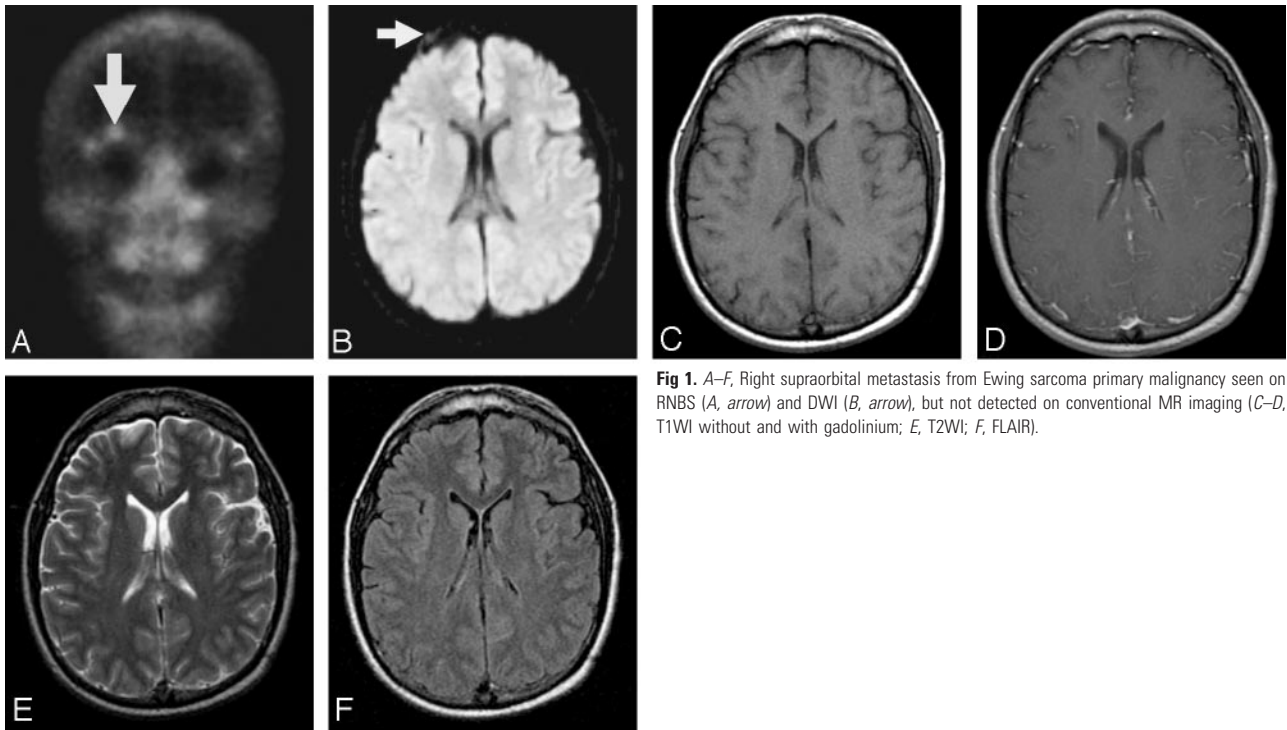 A
B
C
D
Fig 1. A–F, Right supraorbital metastasis from Ewing sarcoma primary malignancy seen on
RNBS (A, arrow) and DWI (B, arrow), but not detected on conventional MR imaging (C–D,
T1WI without and with gadolinium; E, T2WI; F, FLAIR).
E
F